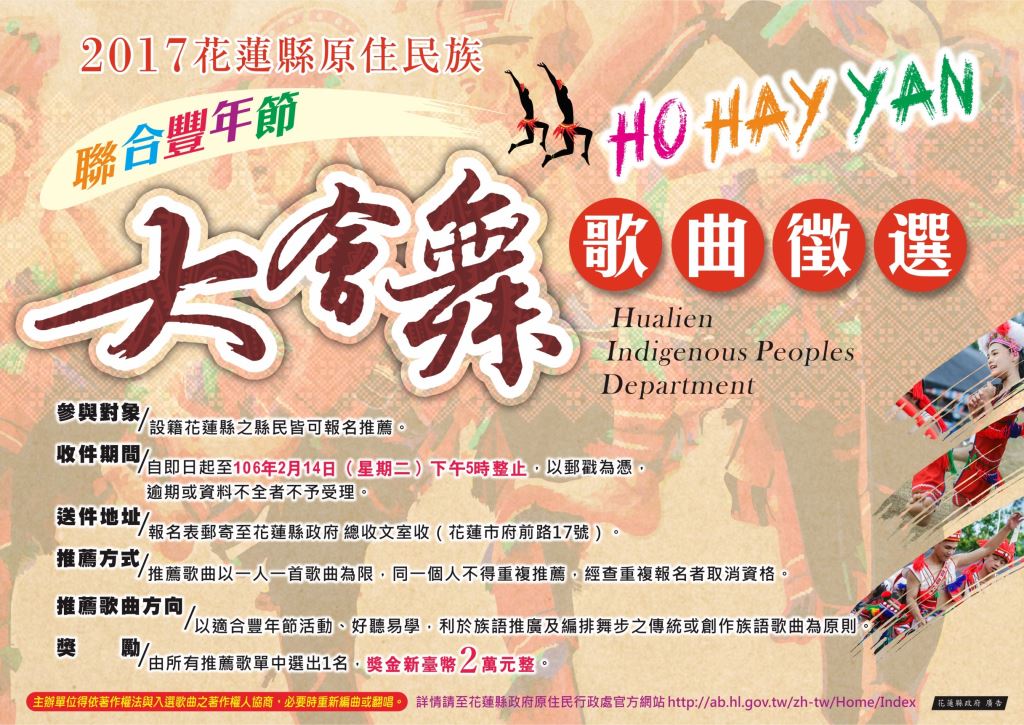 2017花蓮縣原住民族
聯合豐年節
HO HAY YAN
大會舞
歌曲徵選
Hualien
Indigenous Peoples
Department
參與對象/設籍花蓮縣之縣民皆可報名推薦。
收件期間/自即日起至106年2月14日（星期二）下午5時整止，以郵戳為憑，
逾期或資料不全者不予受理。
送件地址/報名表郵寄至花蓮縣政府 總收文室收（花蓮市府前路17號）。
推薦方式/推薦歌曲以一人一首歌曲為限，同一個人不得重複推薦，經查重複報名者取消資格。
推薦歌曲方向/以適合豐年節活動、好聽易學，利於族語推廣及編排舞步之傳統或創作族語歌曲為原則。
獎 勵/由所有推薦歌單中選出1名，獎金新臺幣2萬元整。
主辦單位得依著作權法與入選歌曲之著作權人協商，必要時重新編曲或翻唱。 詳情請至花蓮縣政府原住民行政處官方網站 http://ab.hl.gov.tw/zh-tw/Home/Index 花蓮縣政府 廣告